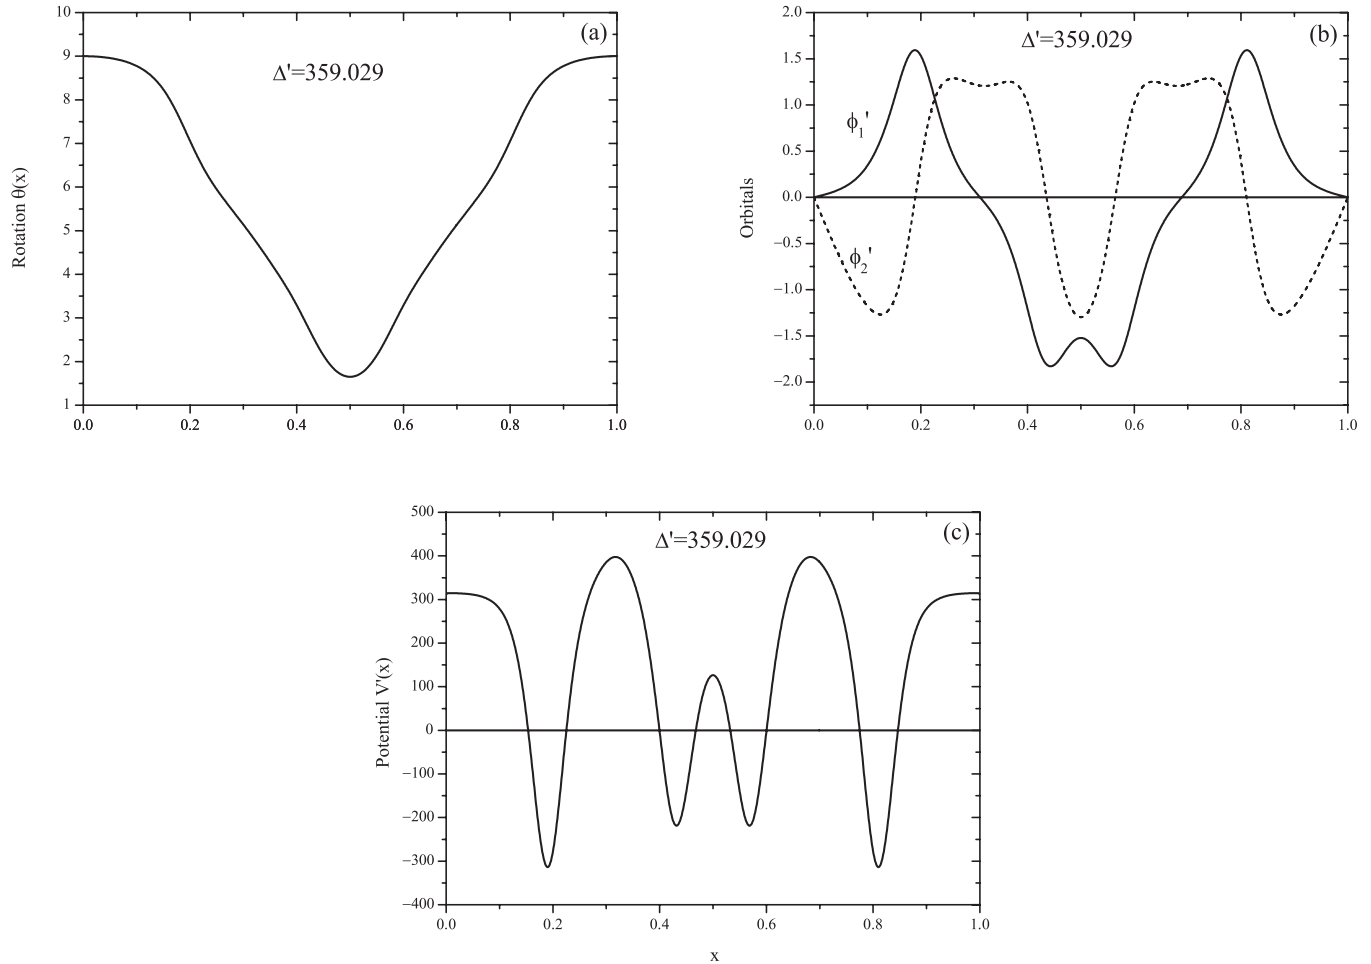 (a)
Δ'=359.029
Rotation θ(x)
10
9
8
7
6
5
4
3
2
1
0.0 0.2 0.4 0.6 0.8 1.0
(b)
Δ'=359.029
Orbitals
ϕ₁'
ϕ₂'
2.0
1.5
1.0
0.5
0.0
−0.5
−1.0
−1.5
−2.0
0.0 0.2 0.4 0.6 0.8 1.0
(c)
Δ'=359.029
Potential V'(x)
500
400
300
200
100
0
−100
−200
−300
−400
0.0 0.2 0.4 0.6 0.8 1.0
x